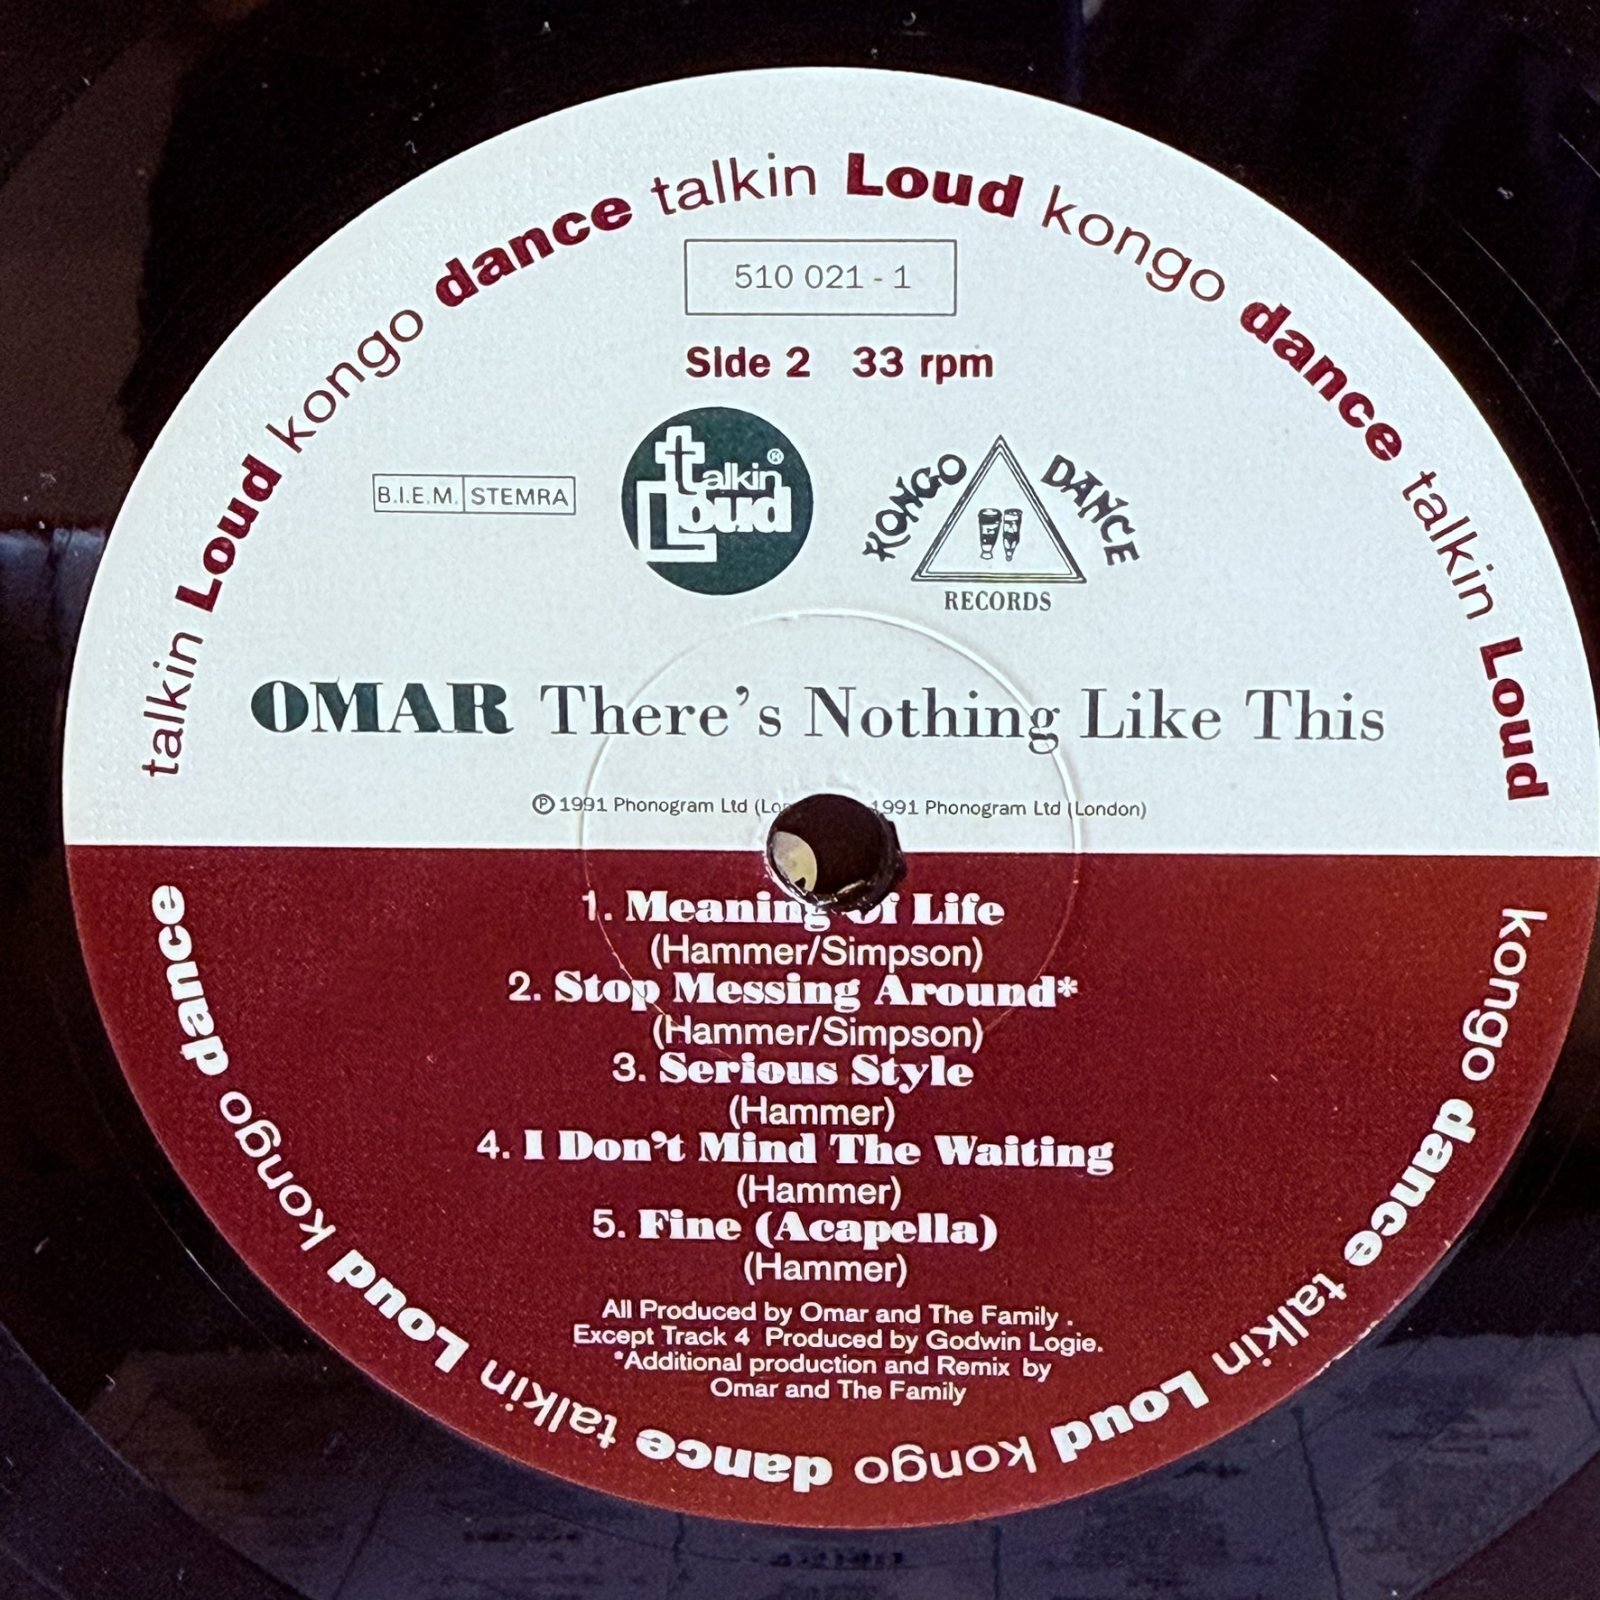 talkin Loud kongo dance talkin Loud kongo dance talkin Loud
510 021 - 1
Side 2 33 rpm
B.I.E.M. STEMRA
talkin Loud ®
KONGO DANCE
RECORDS
OMAR There's Nothing Like This
℗ 1991 Phonogram Ltd 1991 Phonogram Ltd (London)
1. Meaning Of Life
(Hammer/Simpson)
2. Stop Messing Around*
(Hammer/Simpson)
3. Serious Style
(Hammer)
4. I Don't Mind The Waiting
(Hammer)
5. Fine (Acapella)
(Hammer)
All Produced by Omar and The Family .
Except Track 4 Produced by Godwin Logie.
*Additional production and Remix by
Omar and The Family
kongo dance talkin Loud kongo dance talkin Loud kongo dance